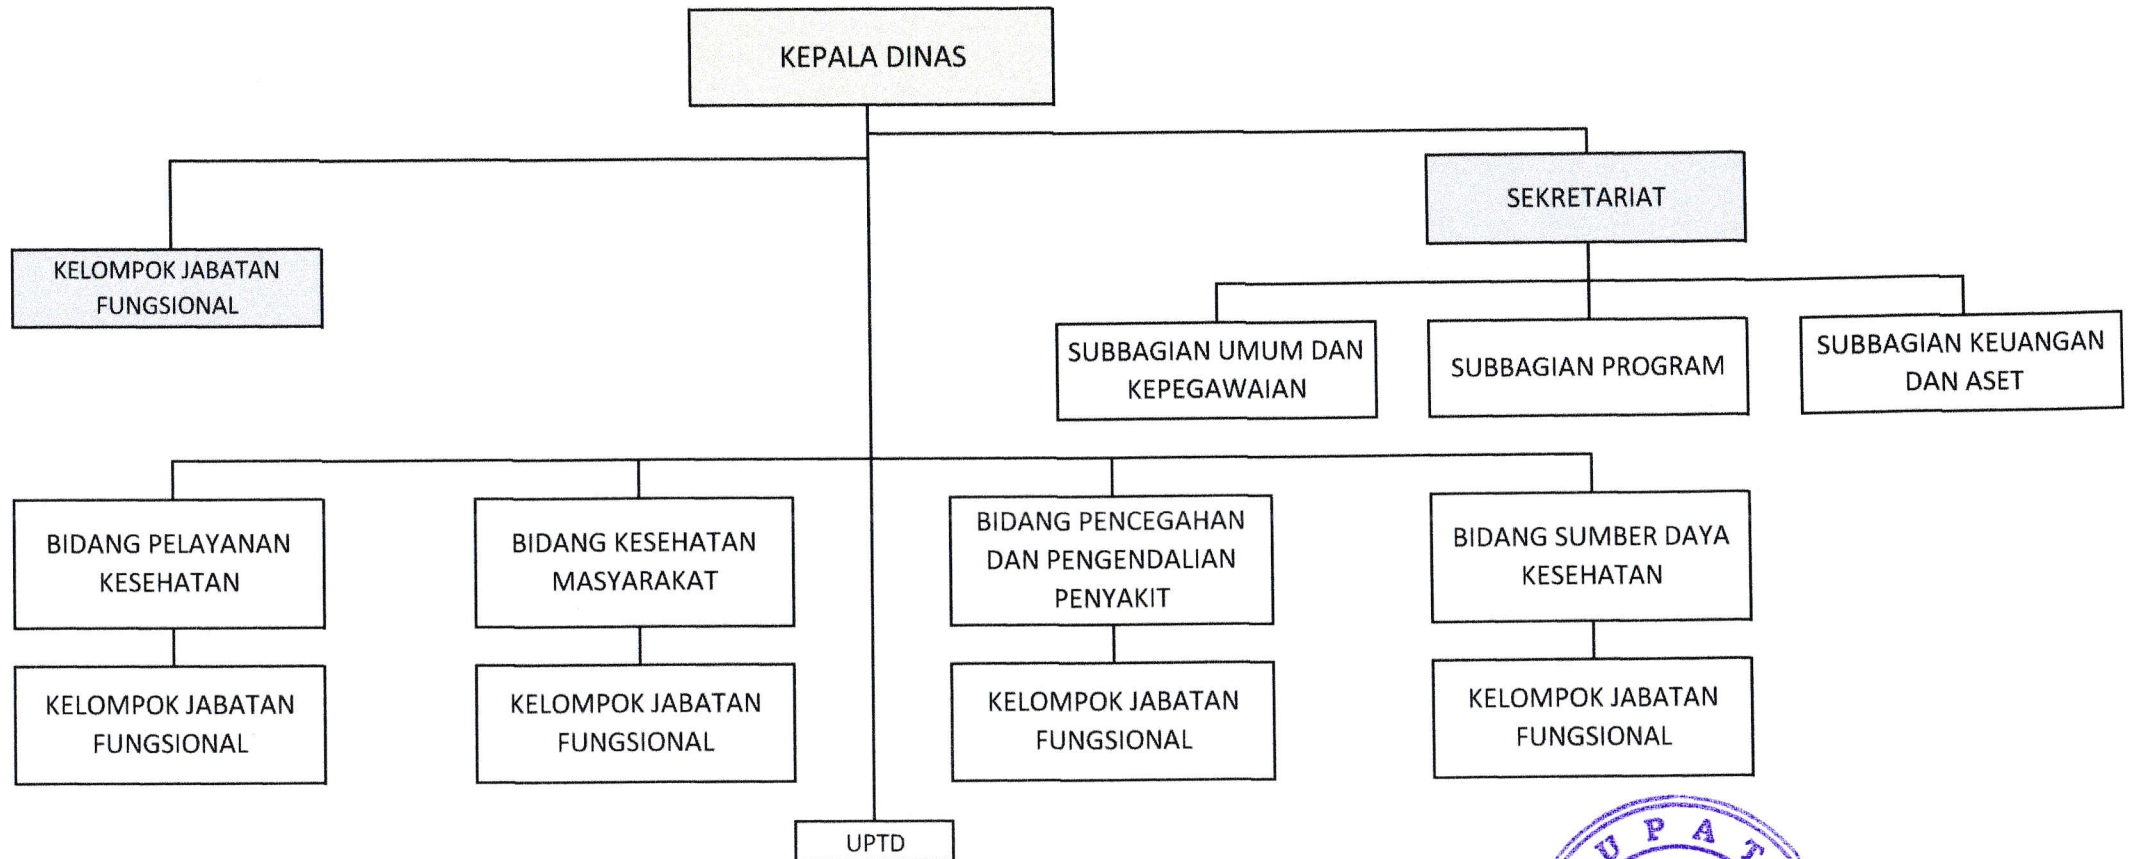 KEPALA DINAS
SEKRETARIAT
KELOMPOK JABATAN
FUNGSIONAL
SUBBAGIAN UMUM DAN
KEPEGAWAIAN
SUBBAGIAN PROGRAM
SUBBAGIAN KEUANGAN
DAN ASET
BIDANG PELAYANAN
KESEHATAN
BIDANG KESEHATAN
MASYARAKAT
BIDANG PENCEGAHAN
DAN PENGENDALIAN
PENYAKIT
BIDANG SUMBER DAYA
KESEHATAN
KELOMPOK JABATAN
FUNGSIONAL
KELOMPOK JABATAN
FUNGSIONAL
KELOMPOK JABATAN
FUNGSIONAL
KELOMPOK JABATAN
FUNGSIONAL
UPTD
UPAT